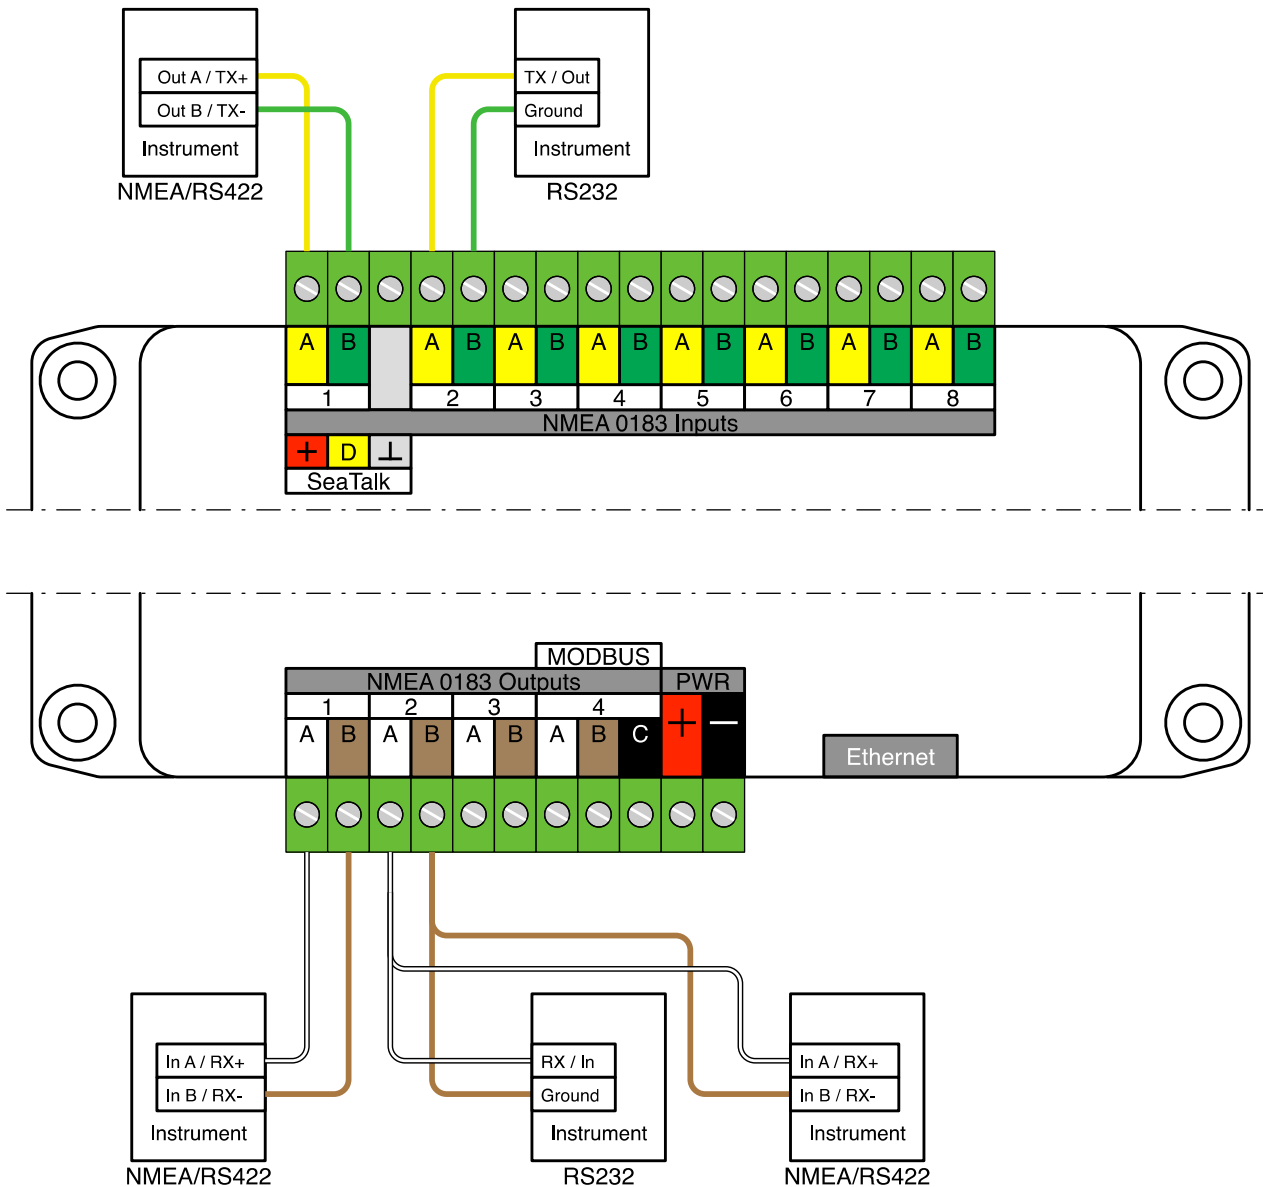 Out A / TX+
Out B / TX-
Instrument
NMEA/RS422
TX / Out
Ground
Instrument
RS232
A B A B A B A B A B A B A B A B
1 2 3 4 5 6 7 8
NMEA 0183 Inputs
+ D ⊥
SeaTalk
MODBUS
NMEA 0183 Outputs PWR
1 2 3 4 + −
A B A B A B A B C
Ethernet
In A / RX+
In B / RX-
Instrument
NMEA/RS422
RX / In
Ground
Instrument
RS232
In A / RX+
In B / RX-
Instrument
NMEA/RS422